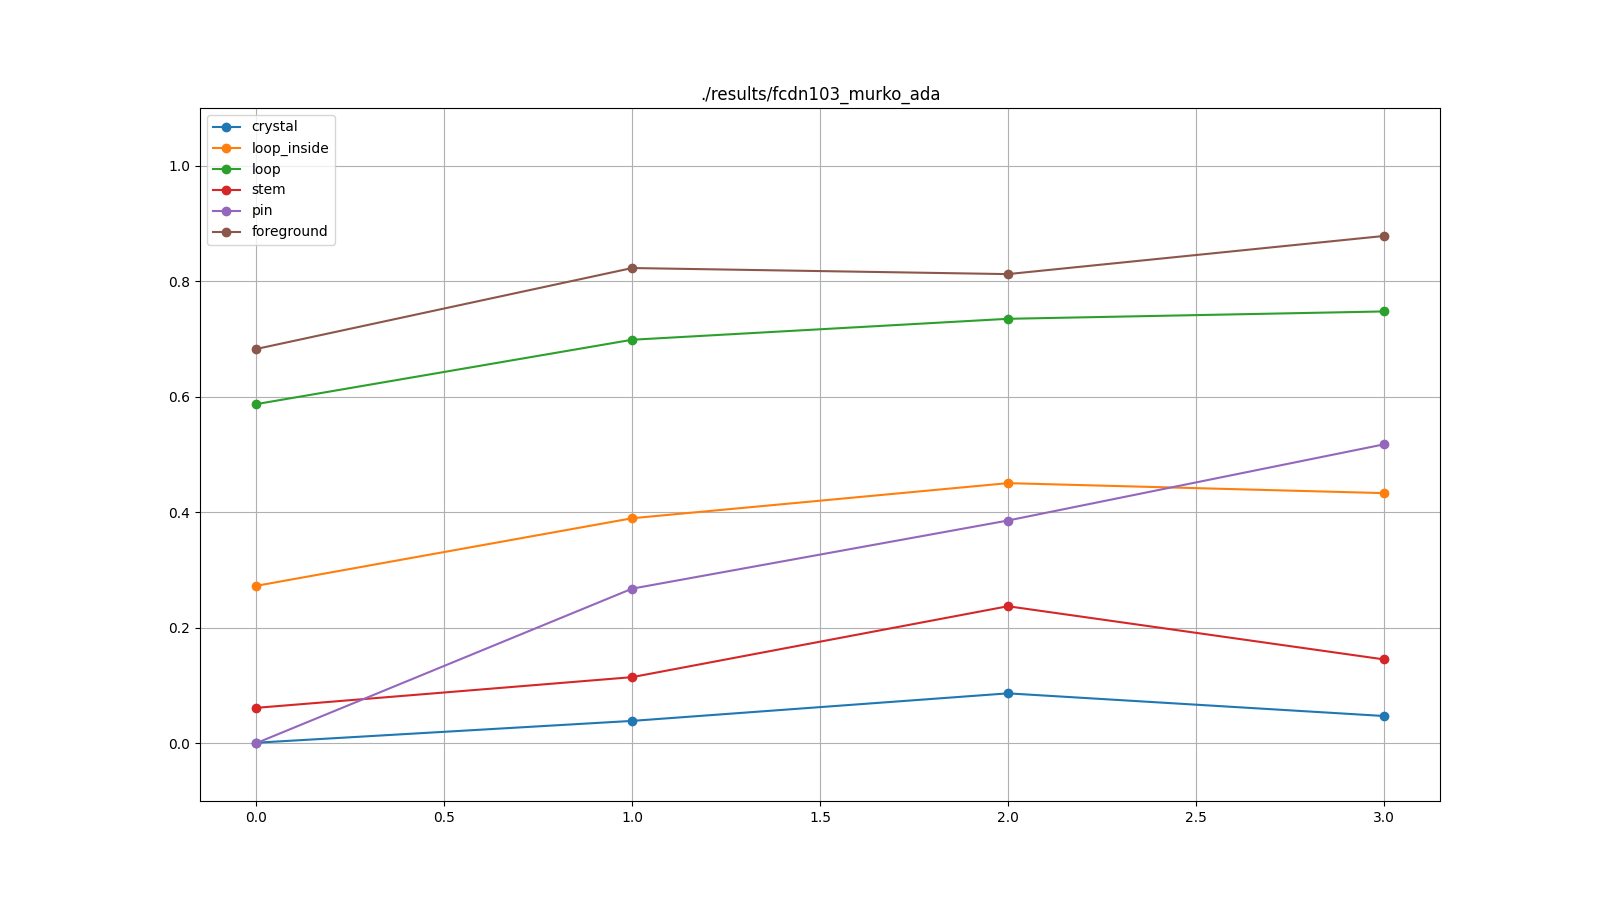 ./results/fcdn103_murko_ada
crystal
loop_inside
loop
stem
pin
foreground
1.0
0.8
0.6
0.4
0.2
0.0
0.0 0.5 1.0 1.5 2.0 2.5 3.0